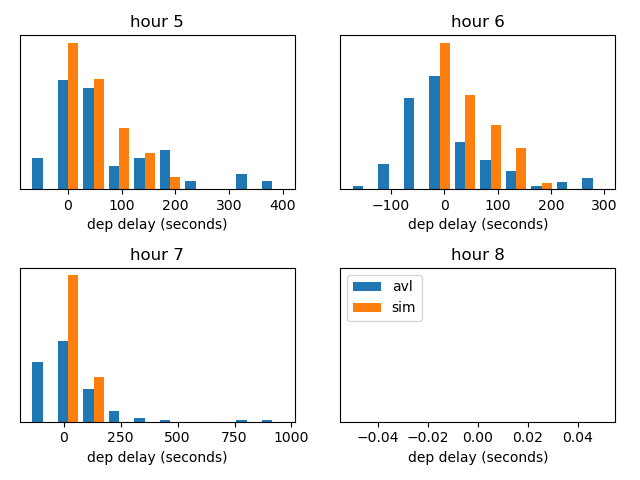 hour 5
0 100 200 300 400
dep delay (seconds)
hour 6
−100 0 100 200 300
dep delay (seconds)
hour 7
0 250 500 750 1000
dep delay (seconds)
hour 8
avl
sim
−0.04 −0.02 0.00 0.02 0.04
dep delay (seconds)